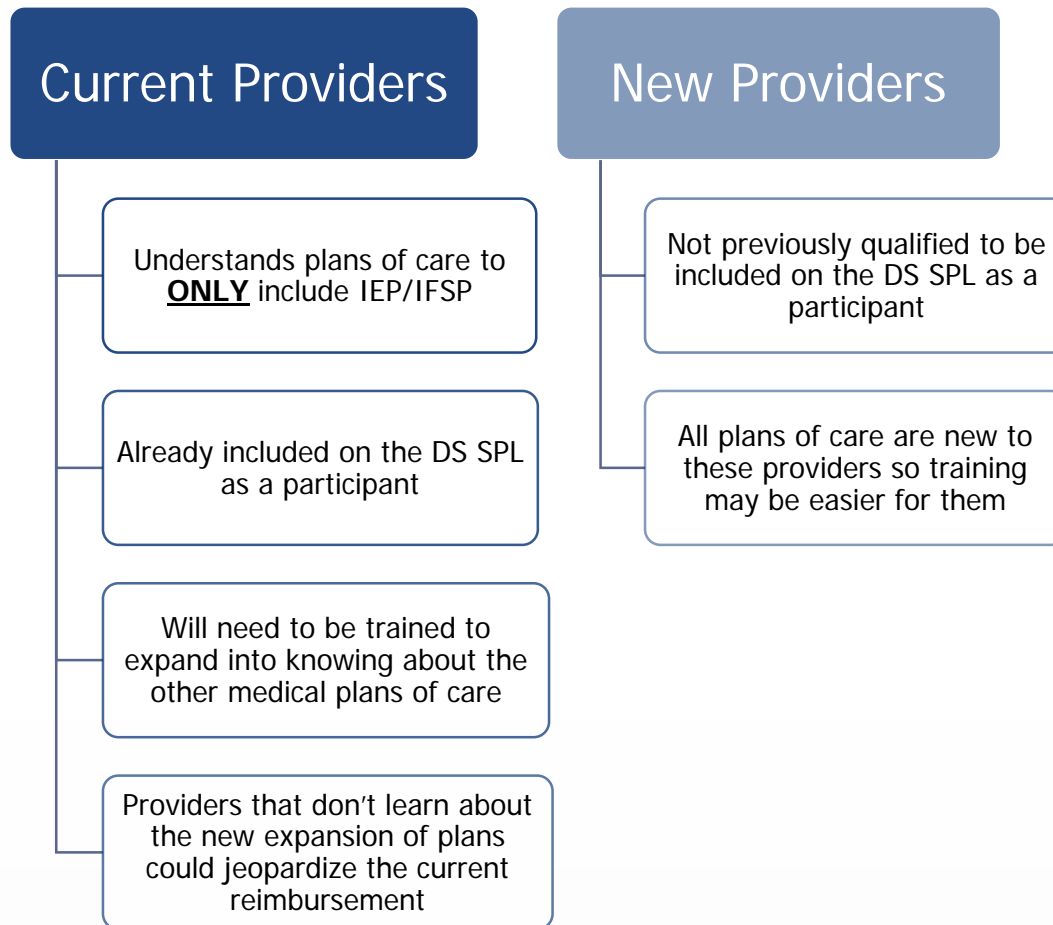 Current Providers
Understands plans of care to
ONLY include IEP/IFSP
Already included on the DS SPL
as a participant
Will need to be trained to
expand into knowing about the
other medical plans of care
Providers that don’t learn about
the new expansion of plans
could jeopardize the current
reimbursement
New Providers
Not previously qualified to be
included on the DS SPL as a
participant
All plans of care are new to
these providers so training
may be easier for them